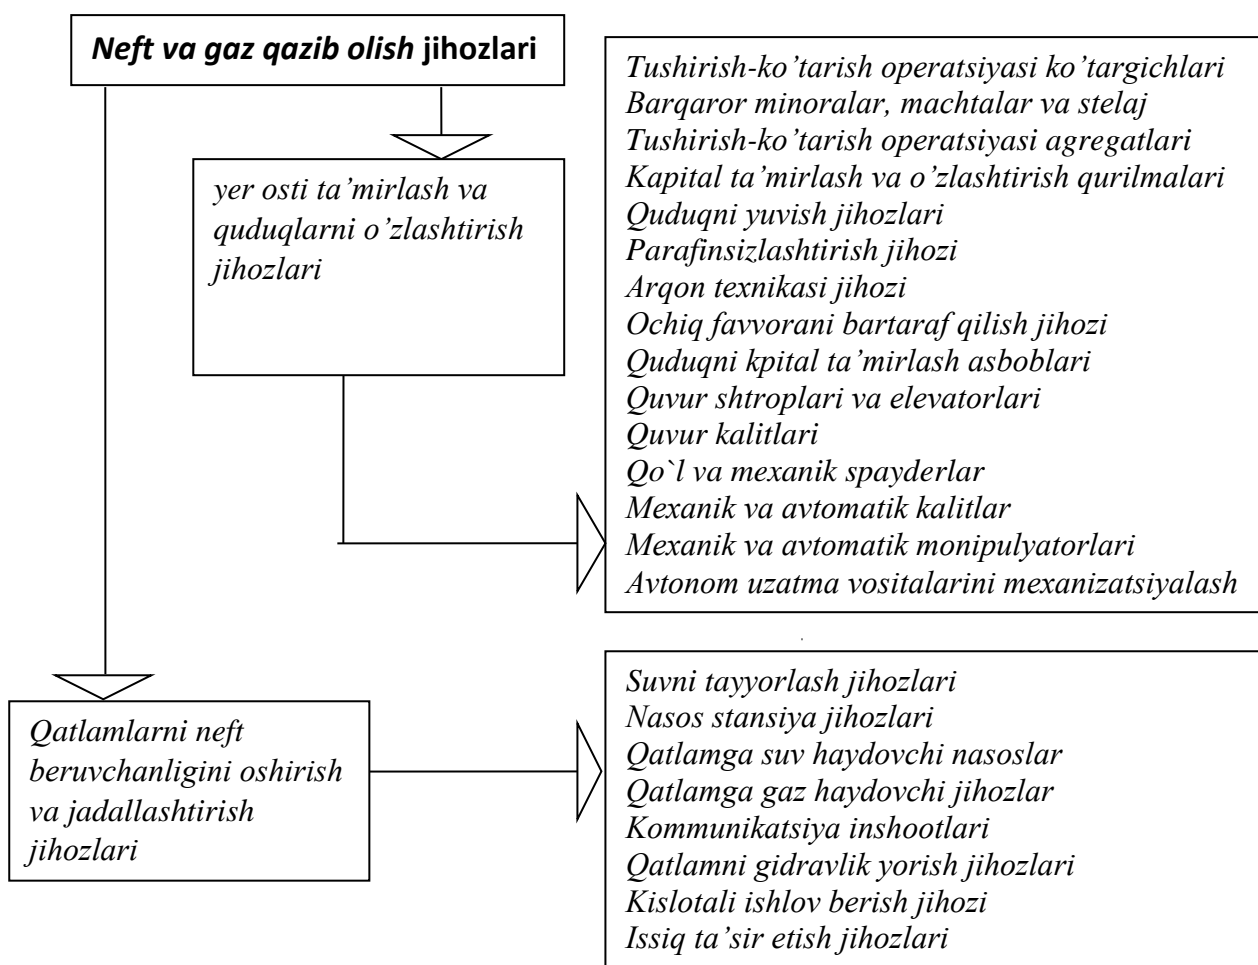 Neft va gaz qazib olish jihozlari
yer osti ta’mirlash va
quduqlarni o’zlashtirish
jihozlari
Tushirish-ko’tarish operatsiyasi ko’targichlari
Barqaror minoralar, machtalar va stelaj
Tushirish-ko’tarish operatsiyasi agregatlari
Kapital ta’mirlash va o’zlashtirish qurilmalari
Quduqni yuvish jihozlari
Parafinsizlashtirish jihozi
Arqon texnikasi jihozi
Ochiq favvorani bartaraf qilish jihozi
Quduqni kpital ta’mirlash asboblari
Quvur shtroplari va elevatorlari
Quvur kalitlari
Qo`l va mexanik spayderlar
Mexanik va avtomatik kalitlar
Mexanik va avtomatik monipulyatorlari
Avtonom uzatma vositalarini mexanizatsiyalash
Qatlamlarni neft
beruvchanligini oshirish
va jadallashtirish
jihozlari
Suvni tayyorlash jihozlari
Nasos stansiya jihozlari
Qatlamga suv haydovchi nasoslar
Qatlamga gaz haydovchi jihozlar
Kommunikatsiya inshootlari
Qatlamni gidravlik yorish jihozlari
Kislotali ishlov berish jihozi
Issiq ta’sir etish jihozlari